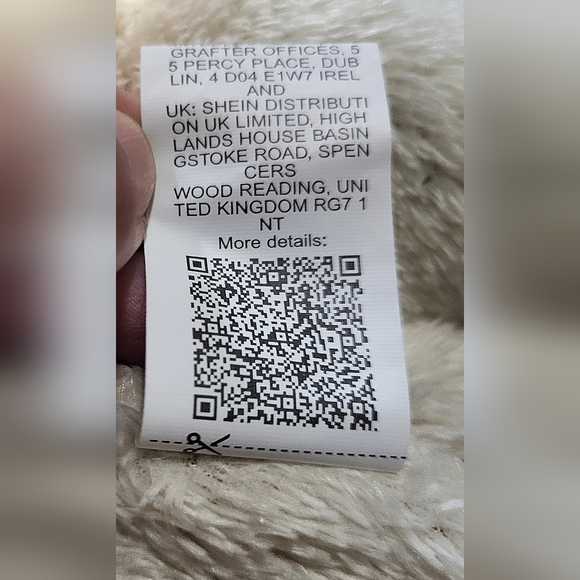 GRAFTER OFFICES, 5
5 PERCY PLACE, DUB
LIN, 4 D04 E1W7 IREL
AND
UK: SHEIN DISTRIBUTI
ON UK LIMITED, HIGH
LANDS HOUSE BASIN
GSTOKE ROAD, SPEN
CERS
WOOD READING, UNI
TED KINGDOM RG7 1
NT
More details: